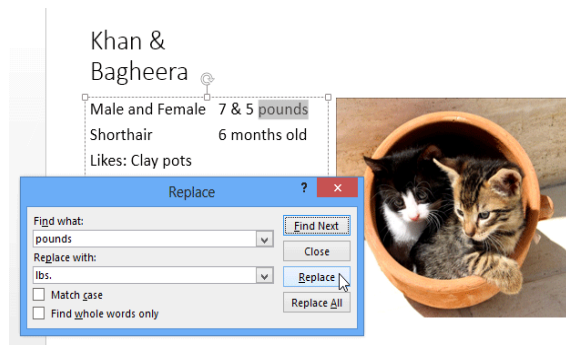 Khan &
Bagheera
Male and Female 7 & 5 pounds
Shorthair 6 months old
Likes: Clay pots
Replace ? ×
Find what:
pounds
Find Next
Close
Replace with:
lbs.
Replace
Match case
Replace All
Find whole words only